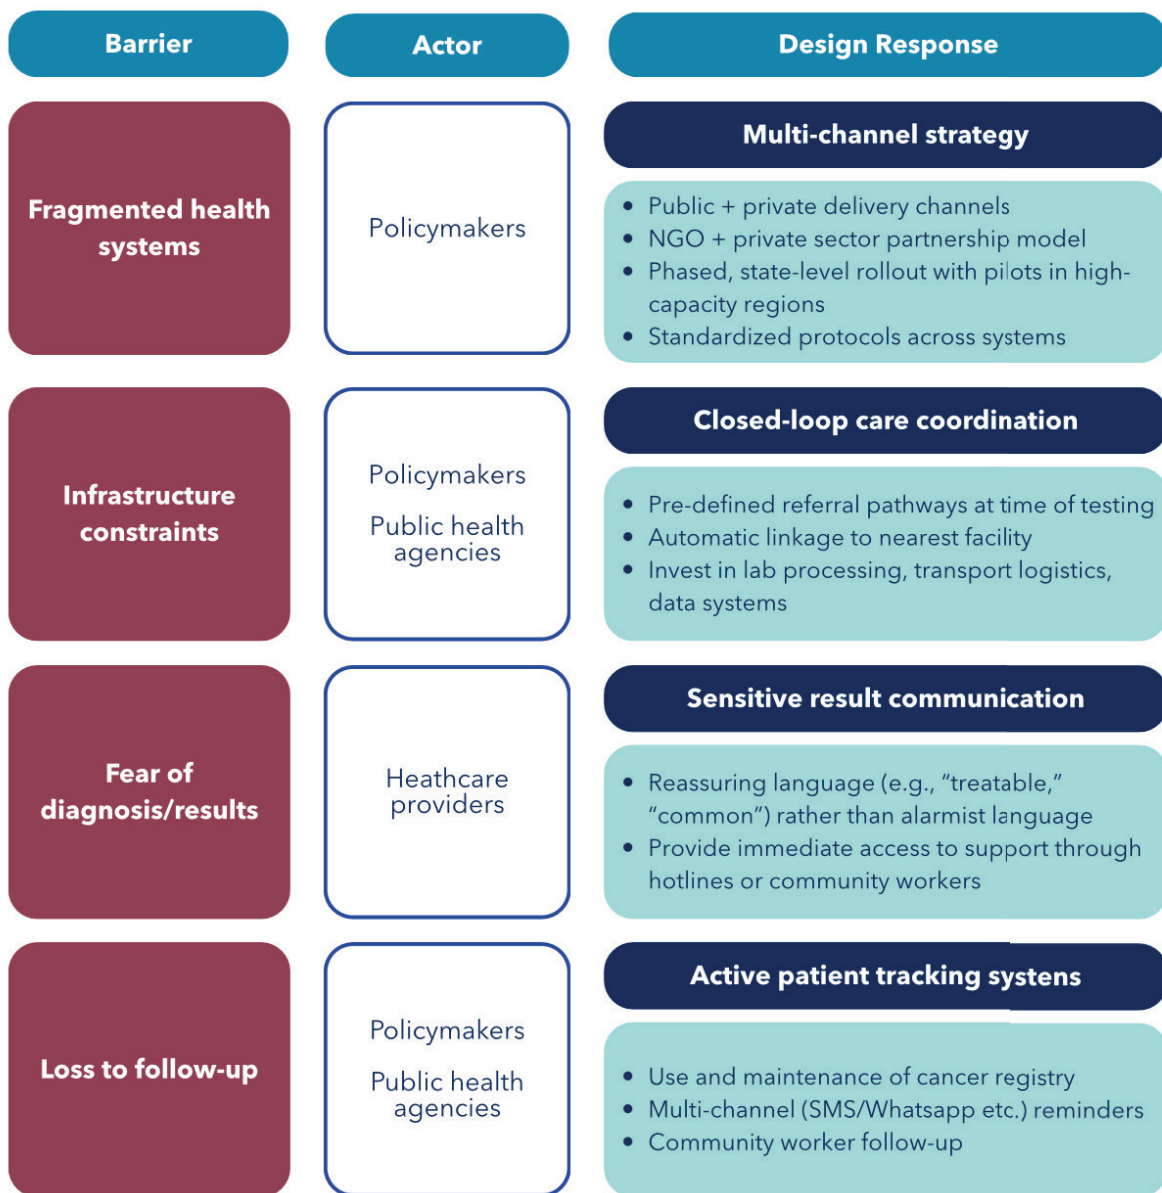 Barrier
Actor
Design Response
Fragmented health
systems
Policymakers
Multi-channel strategy
• Public + private delivery channels
• NGO + private sector partnership model
• Phased, state-level rollout with pilots in high-
capacity regions
• Standardized protocols across systems
Infrastructure
constraints
Policymakers
Public health
agencies
Closed-loop care coordination
• Pre-defined referral pathways at time of testing
• Automatic linkage to nearest facility
• Invest in lab processing, transport logistics,
data systems
Fear of
diagnosis/results
Heathcare
providers
Sensitive result communication
• Reassuring language (e.g., “treatable,”
“common”) rather than alarmist language
• Provide immediate access to support through
hotlines or community workers
Loss to follow-up
Policymakers
Public health
agencies
Active patient tracking systens
• Use and maintenance of cancer registry
• Multi-channel (SMS/Whatsapp etc.) reminders
• Community worker follow-up